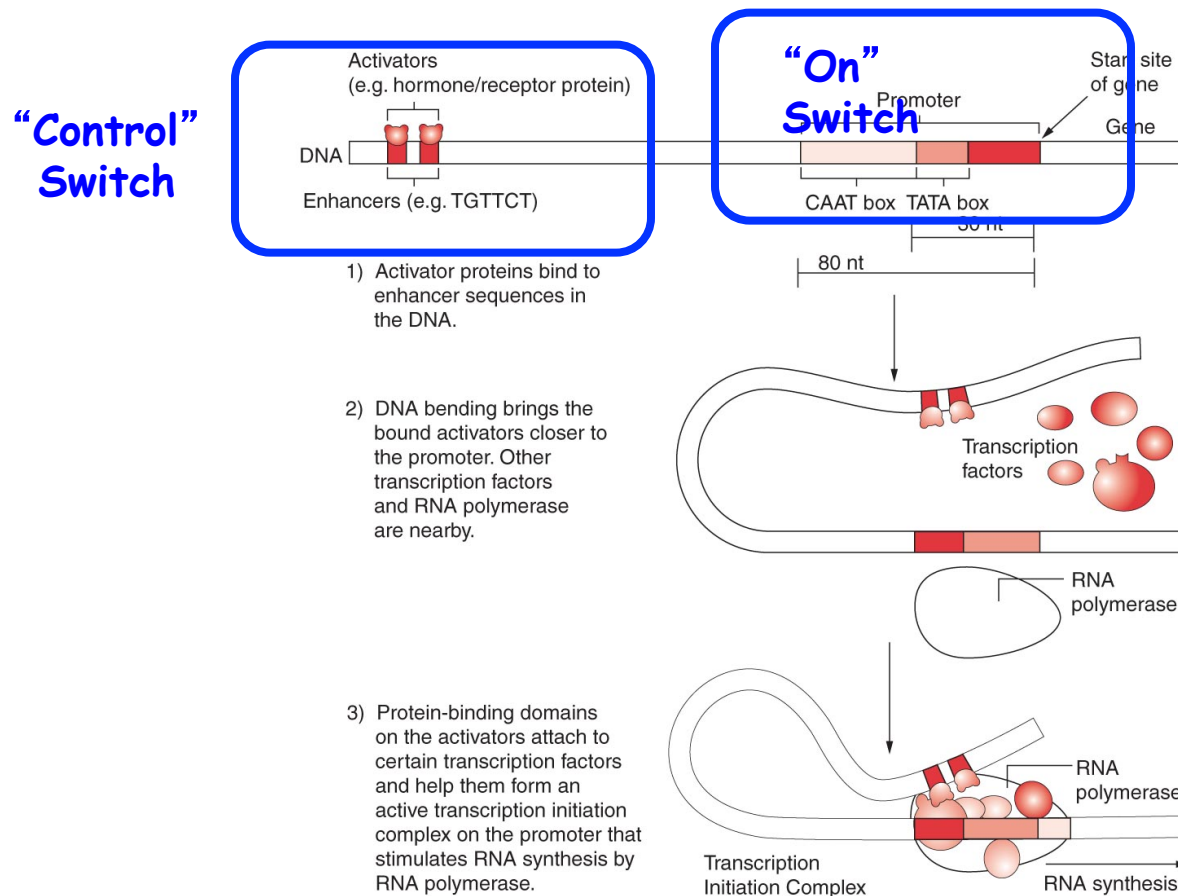 “Control”
Switch
Activators
(e.g. hormone/receptor protein)
DNA
Enhancers (e.g. TGTTCT)
“On”
Switch
Promoter
Start site
of gene
Gene
CAAT box
TATA box
30 nt
80 nt
1) Activator proteins bind to
enhancer sequences in
the DNA.
2) DNA bending brings the
bound activators closer to
the promoter. Other
transcription factors
and RNA polymerase
are nearby.
Transcription
factors
RNA
polymerase
3) Protein-binding domains
on the activators attach to
certain transcription factors
and help them form an
active transcription initiation
complex on the promoter that
stimulates RNA synthesis by
RNA polymerase.
RNA
polymerase
Transcription
Initiation Complex
RNA synthesis